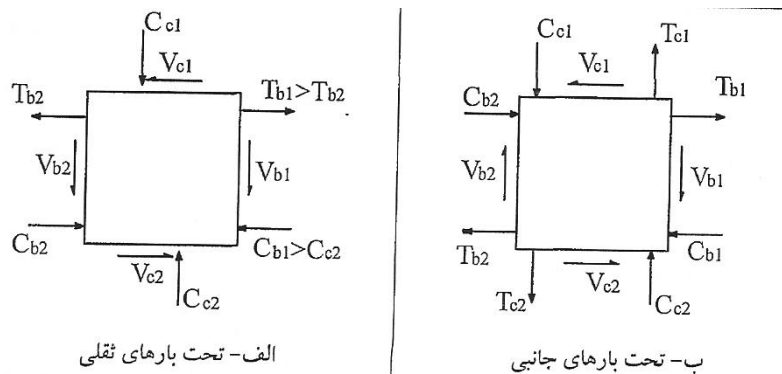 Cc1
Vc1
Tb2
Tb1>Tb2
Vb2
Vb1
Cb2
Cb1>Cc2
Vc2
Cc2
الف- تحت بارهای ثقلی
Cc1
Tc1
Vc1
Cb2
Tb1
Vb2
Vb1
Tb2
Cb1
Tc2
Vc2
Cc2
ب- تحت بارهای جانبی